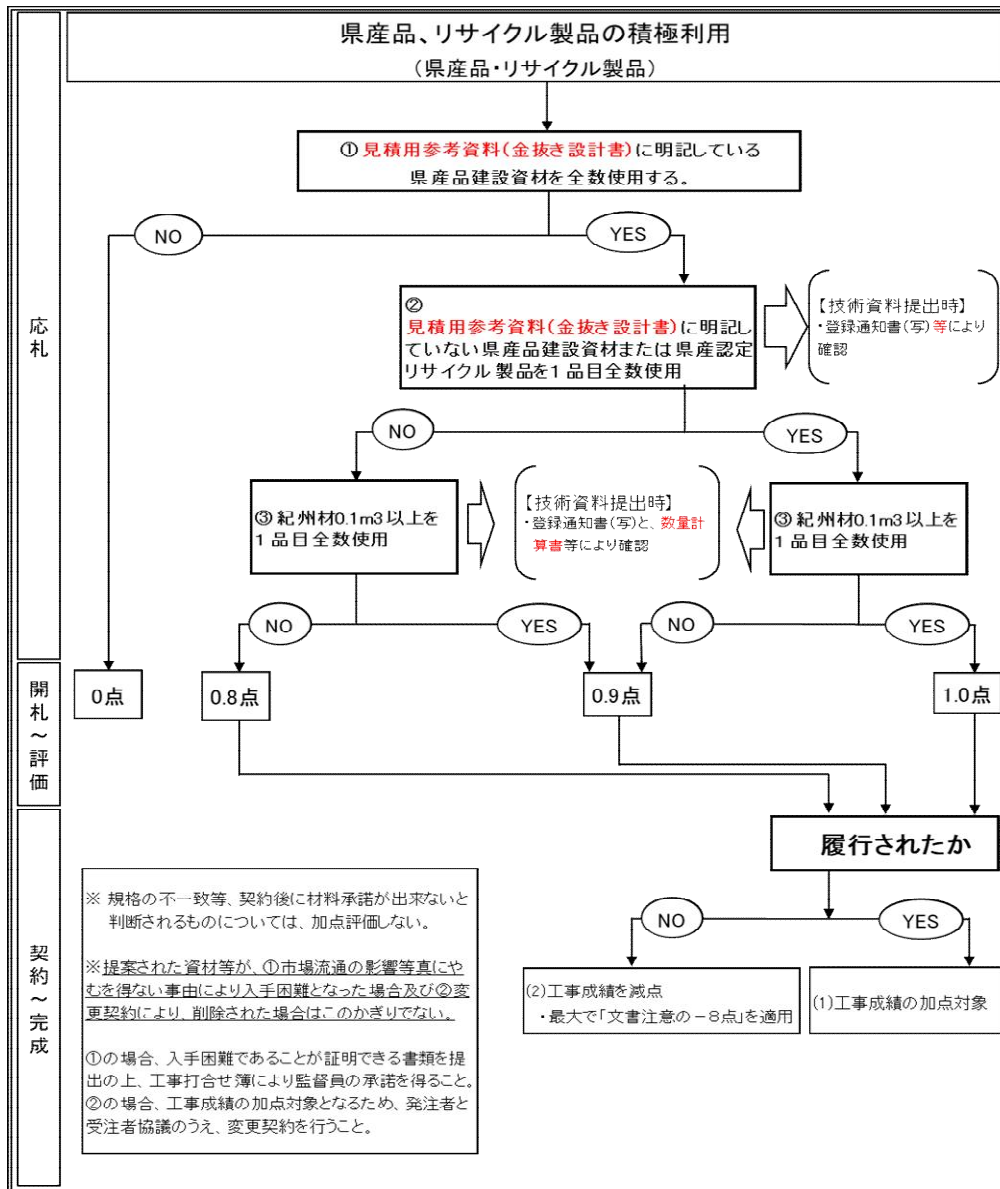 県産品、リサイクル製品の積極利用
(県産品・リサイクル製品)
①見積用参考資料(金抜き設計書)に明記している
県産品建設資材を全数使用する。
NO
YES
応札
②
見積用参考資料(金抜き設計書)に明記し
ていない県産品建設資材または県産認定
リサイクル製品を1品目全数使用
【技術資料提出時】
・登録通知書(写)等により
確認
NO
YES
③紀州材0.1m3以上を
1品目全数使用
【技術資料提出時】
・登録通知書(写)と、数量計
算書等により確認
③紀州材0.1m3以上を
1品目全数使用
NO
YES
NO
YES
開札~評価
0点
0.8点
0.9点
1.0点
履行されたか
NO
YES
契約~完成
※ 規格の不一致等、契約後に材料承諾が出来ないと
判断されるものについては、加点評価しない。
※提案された資材等が、①市場流通の影響等真にや
むを得ない事由により入手困難となった場合及び②変
更契約により、削除された場合はこのかぎりでない。
①の場合、入手困難であることが証明できる書類を提
出の上、工事打合せ簿により監督員の承諾を得ること。
②の場合、工事成績の加点対象となるため、発注者と
受注者協議のうえ、変更契約を行うこと。
(2)工事成績を減点
・最大で「文書注意の-8点」を適用
(1)工事成績の加点対象